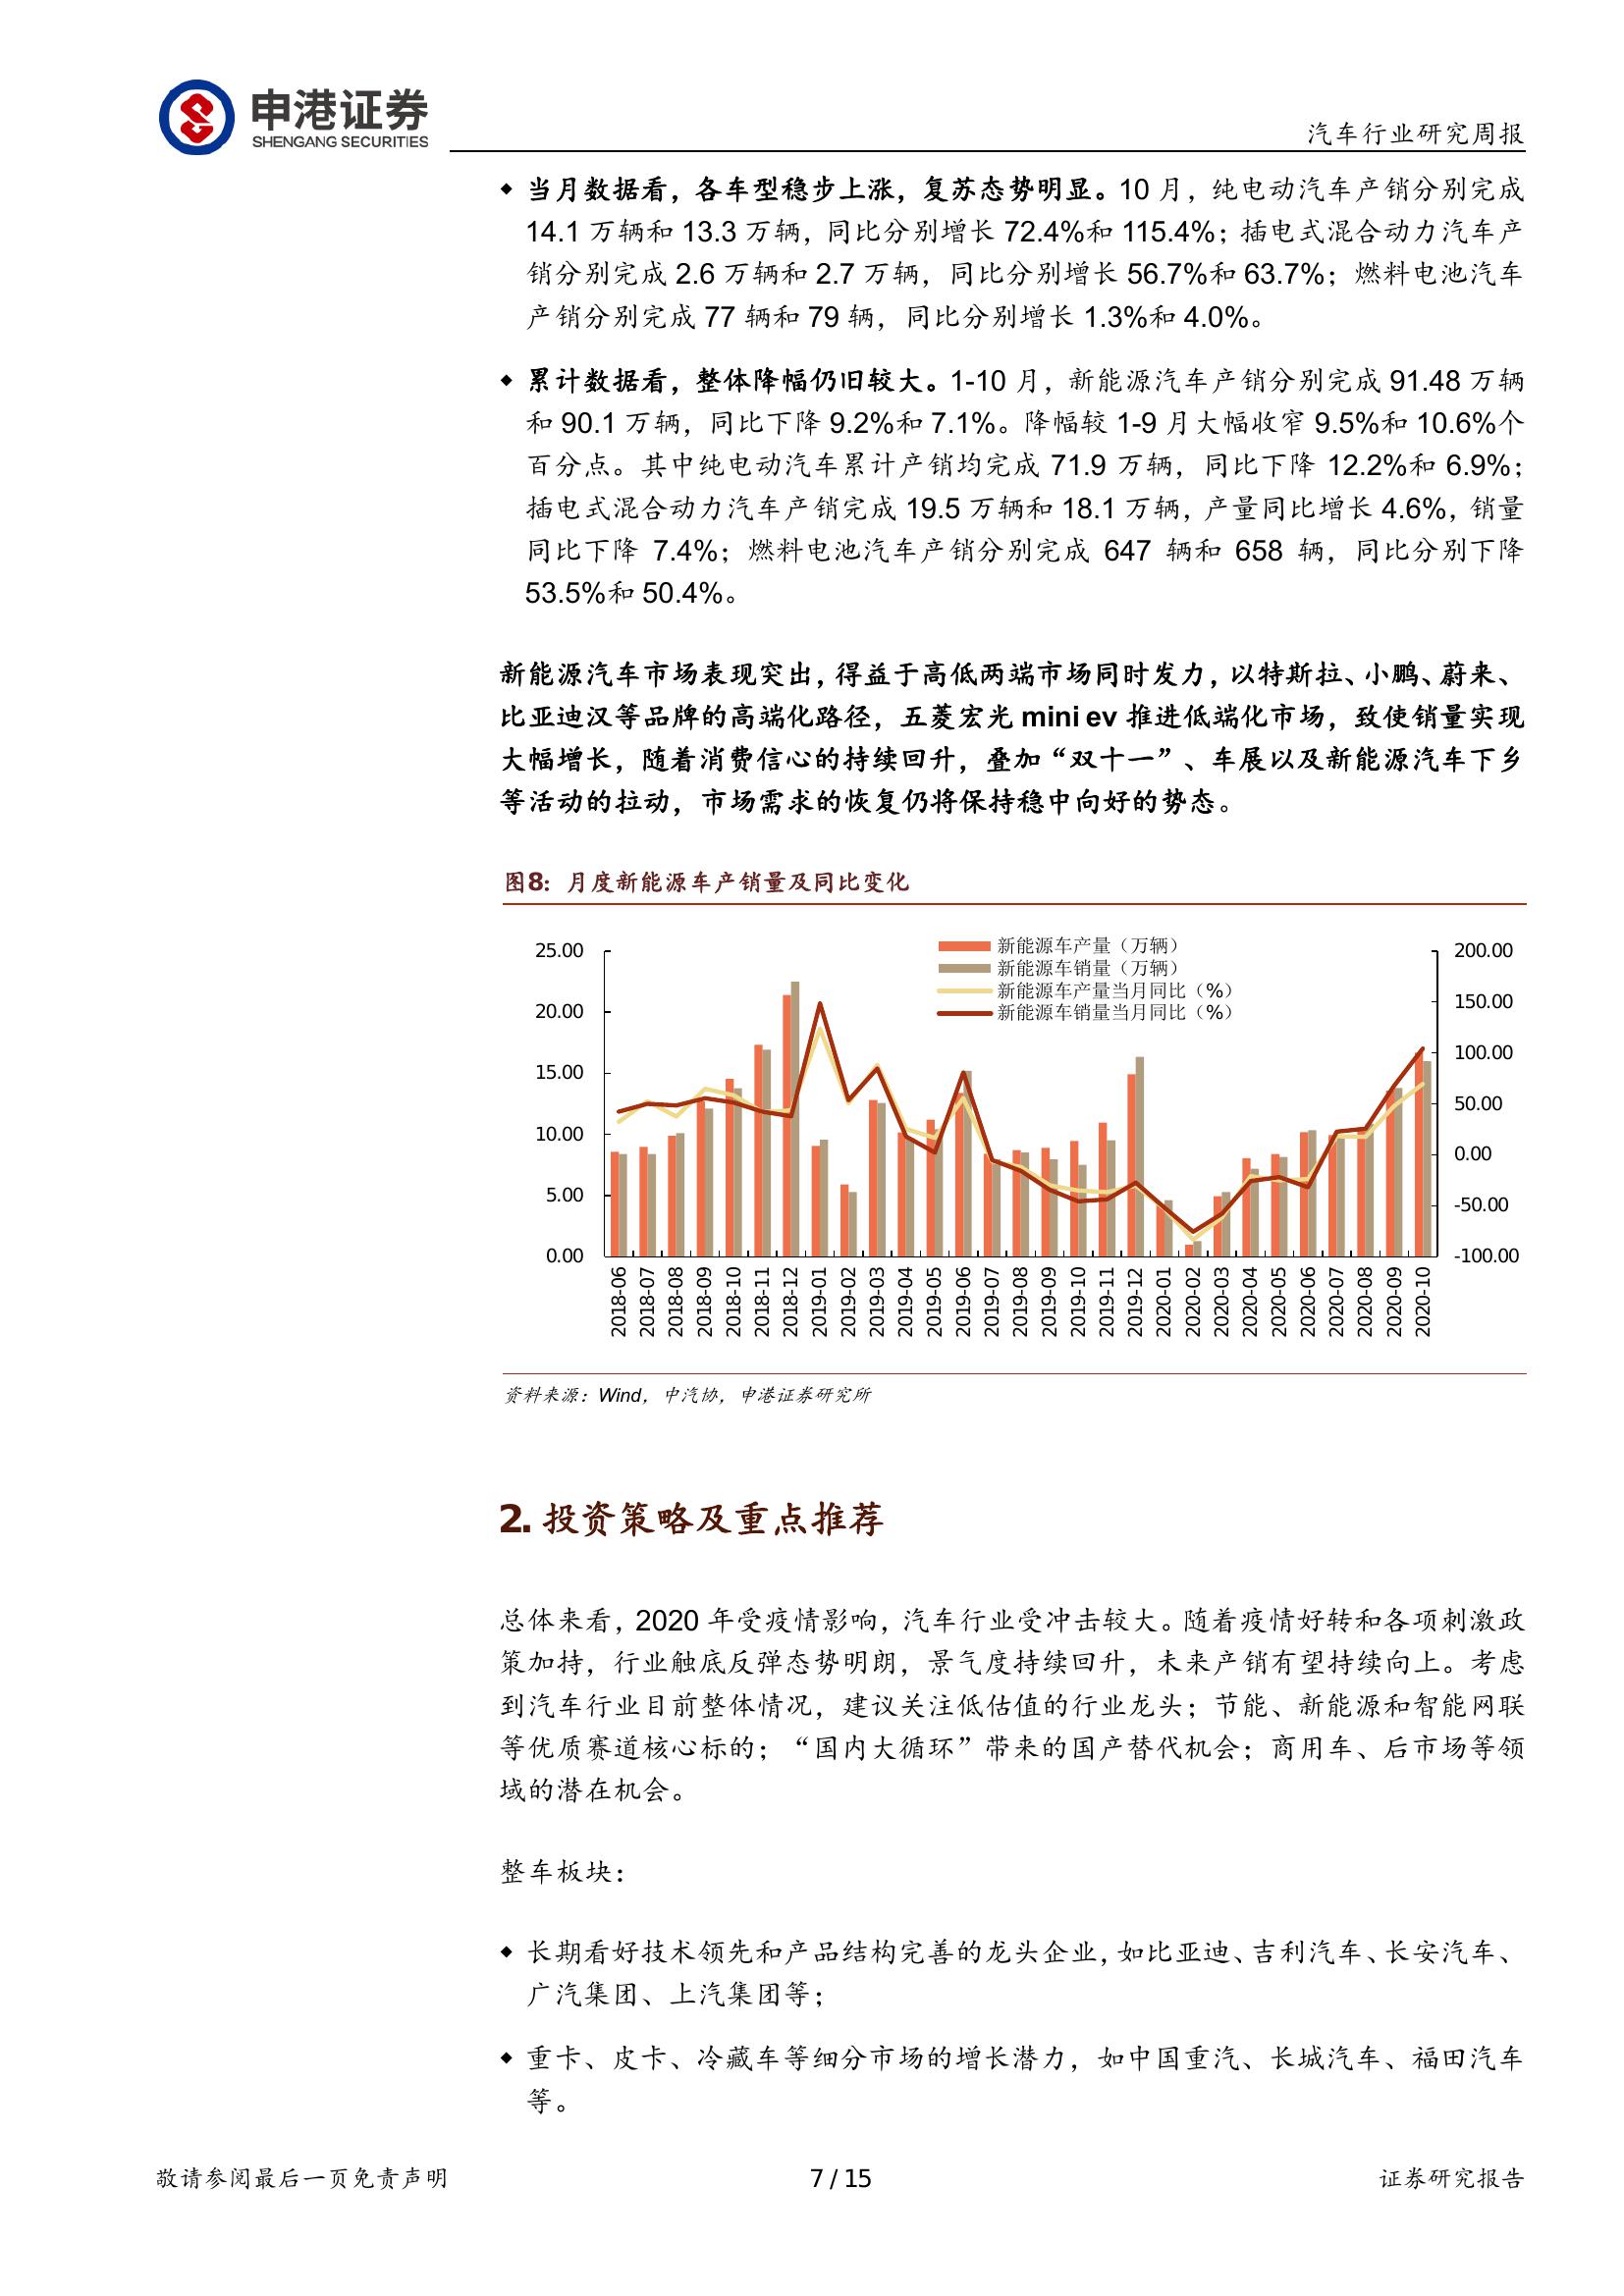 申港证券
SHENGANG SECURITIES
汽车行业研究周报
◆ 当月数据看，各车型稳步上涨，复苏态势明显。10 月，纯电动汽车产销分别完成
14.1 万辆和 13.3 万辆，同比分别增长 72.4%和 115.4%；插电式混合动力汽车产
销分别完成 2.6 万辆和 2.7 万辆，同比分别增长 56.7%和 63.7%；燃料电池汽车
产销分别完成 77 辆和 79 辆，同比分别增长 1.3%和 4.0%。
◆ 累计数据看，整体降幅仍旧较大。1-10 月，新能源汽车产销分别完成 91.48 万辆
和 90.1 万辆，同比下降 9.2%和 7.1%。降幅较 1-9 月大幅收窄 9.5%和 10.6%个
百分点。其中纯电动汽车累计产销均完成 71.9 万辆，同比下降 12.2%和 6.9%；
插电式混合动力汽车产销完成 19.5 万辆和 18.1 万辆，产量同比增长 4.6%，销量
同比下降 7.4%；燃料电池汽车产销分别完成 647 辆和 658 辆，同比分别下降
53.5%和 50.4%。
新能源汽车市场表现突出，得益于高低两端市场同时发力，以特斯拉、小鹏、蔚来、
比亚迪汉等品牌的高端化路径，五菱宏光 mini ev 推进低端化市场，致使销量实现
大幅增长，随着消费信心的持续回升，叠加“双十一”、车展以及新能源汽车下乡
等活动的拉动，市场需求的恢复仍将保持稳中向好的势态。
图8：月度新能源车产销量及同比变化
新能源车产量（万辆）
新能源车销量（万辆）
新能源车产量当月同比（%）
新能源车销量当月同比（%）
25.00
20.00
15.00
10.00
5.00
0.00
200.00
150.00
100.00
50.00
0.00
-50.00
-100.00
2018-06
2018-07
2018-08
2018-09
2018-10
2018-11
2018-12
2019-01
2019-02
2019-03
2019-04
2019-05
2019-06
2019-07
2019-08
2019-09
2019-10
2019-11
2019-12
2020-01
2020-02
2020-03
2020-04
2020-05
2020-06
2020-07
2020-08
2020-09
2020-10
资料来源：Wind，中汽协，申港证券研究所
2. 投资策略及重点推荐
总体来看，2020 年受疫情影响，汽车行业受冲击较大。随着疫情好转和各项刺激政
策加持，行业触底反弹态势明朗，景气度持续回升，未来产销有望持续向上。考虑
到汽车行业目前整体情况，建议关注低估值的行业龙头；节能、新能源和智能网联
等优质赛道核心标的；“国内大循环”带来的国产替代机会；商用车、后市场等领
域的潜在机会。
整车板块：
◆ 长期看好技术领先和产品结构完善的龙头企业，如比亚迪、吉利汽车、长安汽车、
广汽集团、上汽集团等；
◆ 重卡、皮卡、冷藏车等细分市场的增长潜力，如中国重汽、长城汽车、福田汽车
等。
敬请参阅最后一页免责声明
7 / 15
证券研究报告